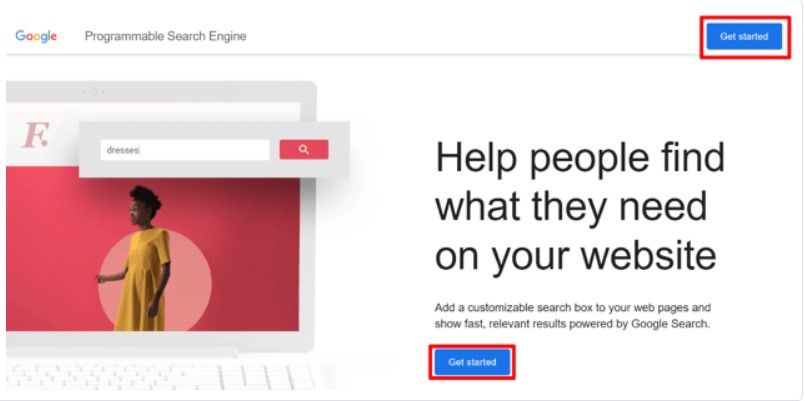 Google Programmable Search Engine
Get started
F.
dresses
Help people find
what they need
on your website
Add a customizable search box to your web pages and
show fast, relevant results powered by Google Search.
Get started